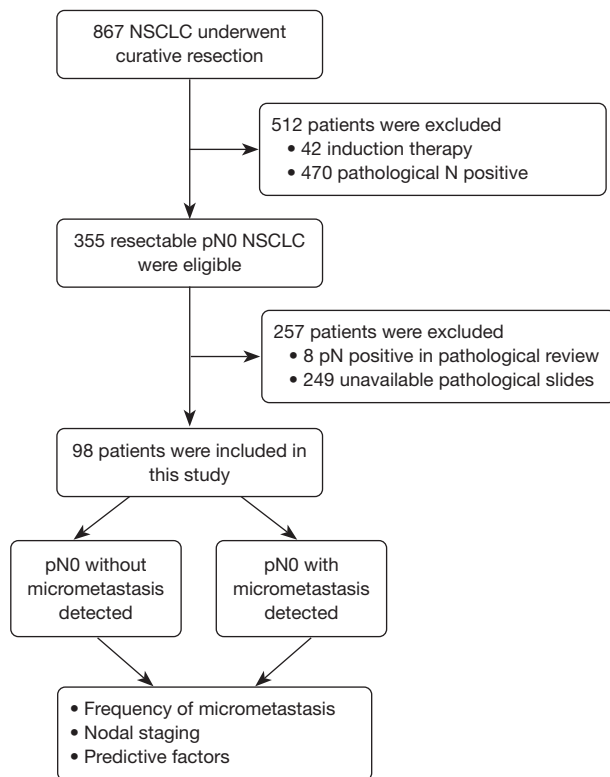 867 NSCLC underwent
curative resection
512 patients were excluded
• 42 induction therapy
• 470 pathological N positive
355 resectable pN0 NSCLC
were eligible
257 patients were excluded
• 8 pN positive in pathological review
• 249 unavailable pathological slides
98 patients were included in
this study
pN0 without
micrometastasis
detected
pN0 with
micrometastasis
detected
• Frequency of micrometastasis
• Nodal staging
• Predictive factors